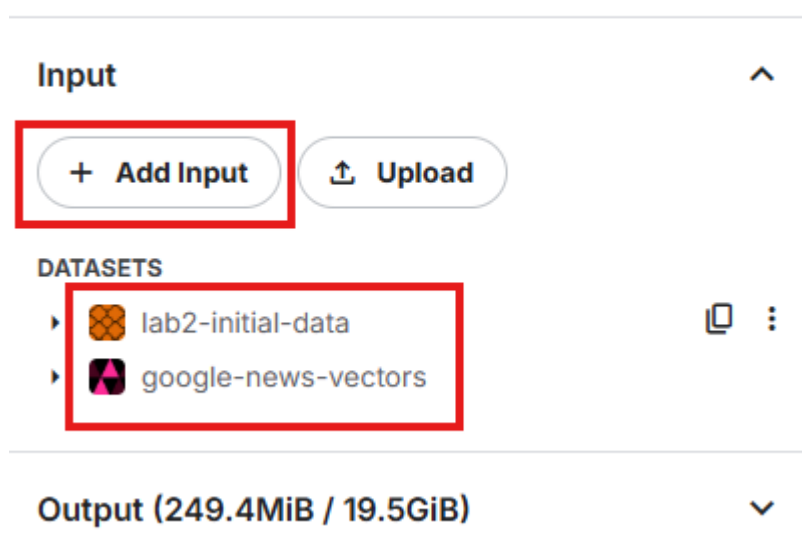 Input
+ Add Input Upload
DATASETS
lab2-initial-data
google-news-vectors
Output (249.4MiB / 19.5GiB)